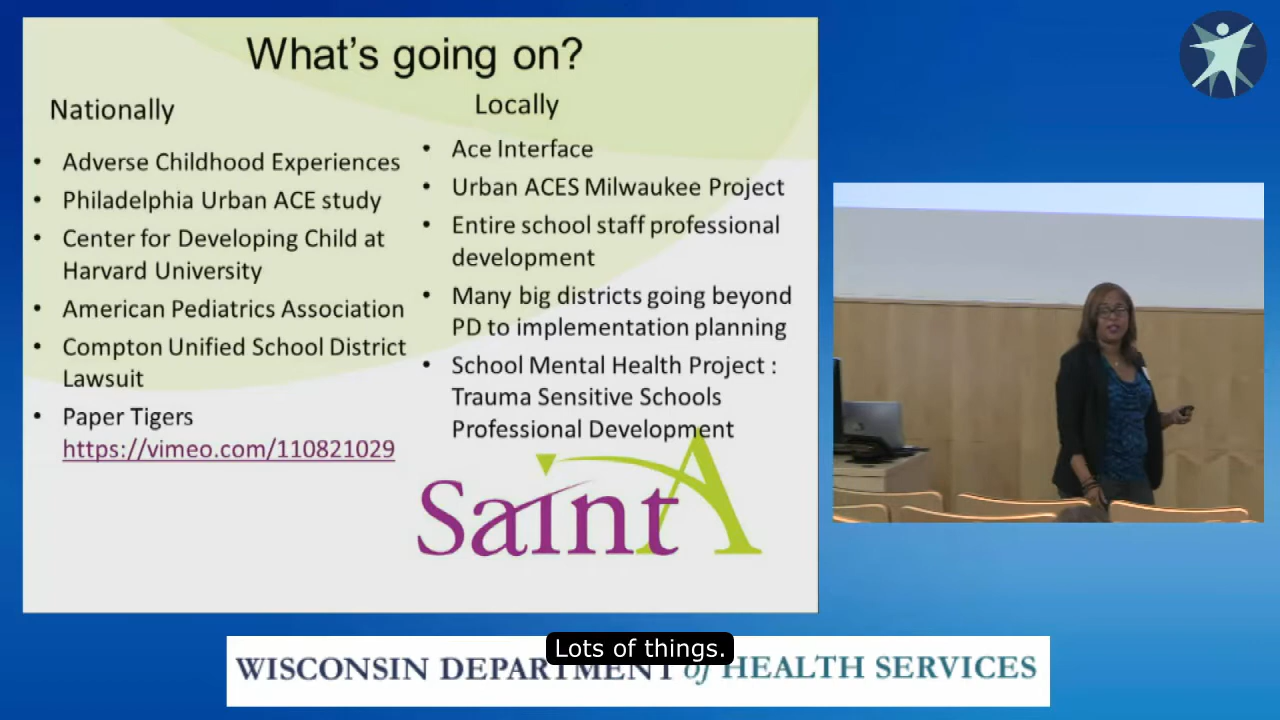 What's going on?
Nationally
• Adverse Childhood Experiences
• Philadelphia Urban ACE study
• Center for Developing Child at
Harvard University
• American Pediatrics Association
• Compton Unified School District
Lawsuit
• Paper Tigers
https://vimeo.com/110821029
Locally
• Ace Interface
• Urban ACES Milwaukee Project
• Entire school staff professional
development
• Many big districts going beyond
PD to implementation planning
• School Mental Health Project :
Trauma Sensitive Schools
Professional Development
SaintA
Lots of things.
WISCONSIN DEPARTMENT of HEALTH SERVICES